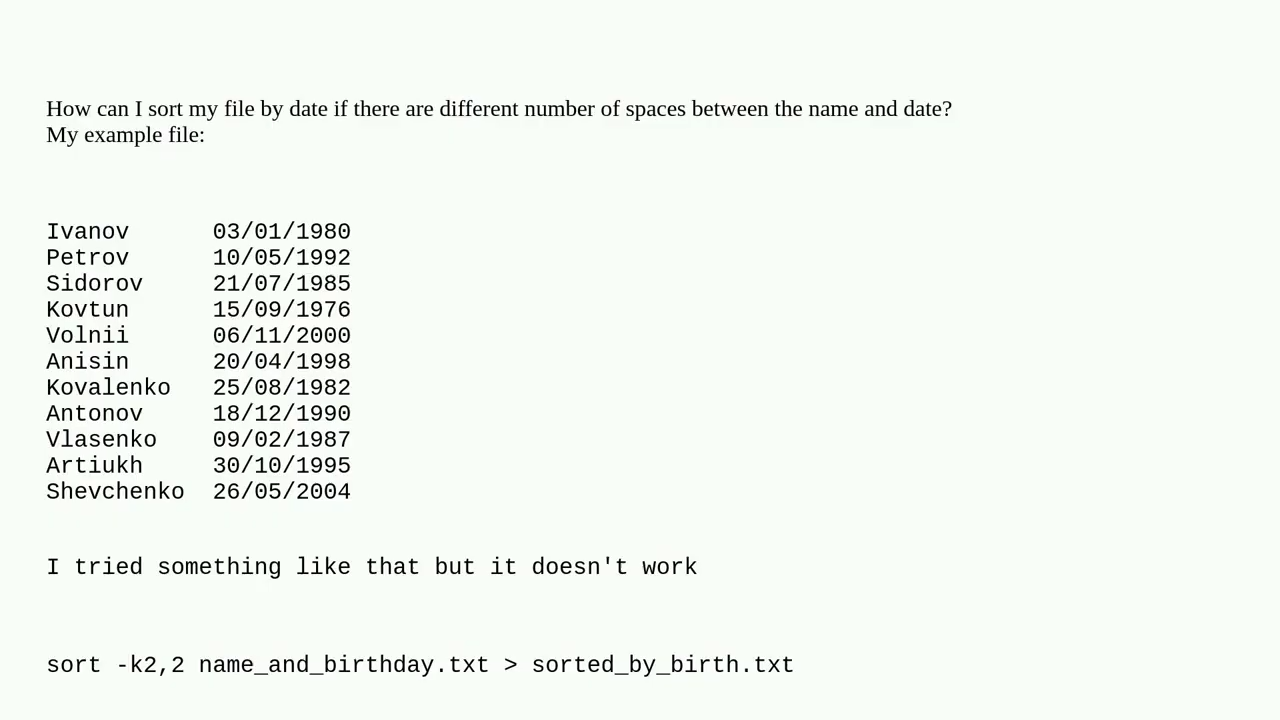 How can I sort my file by date if there are different number of spaces between the name and date?
My example file:
Ivanov      03/01/1980
Petrov      10/05/1992
Sidorov     21/07/1985
Kovtun      15/09/1976
Volnii      06/11/2000
Anisin      20/04/1998
Kovalenko   25/08/1982
Antonov     18/12/1990
Vlasenko    09/02/1987
Artiukh     30/10/1995
Shevchenko  26/05/2004
I tried something like that but it doesn't work
sort -k2,2 name_and_birthday.txt > sorted_by_birth.txt